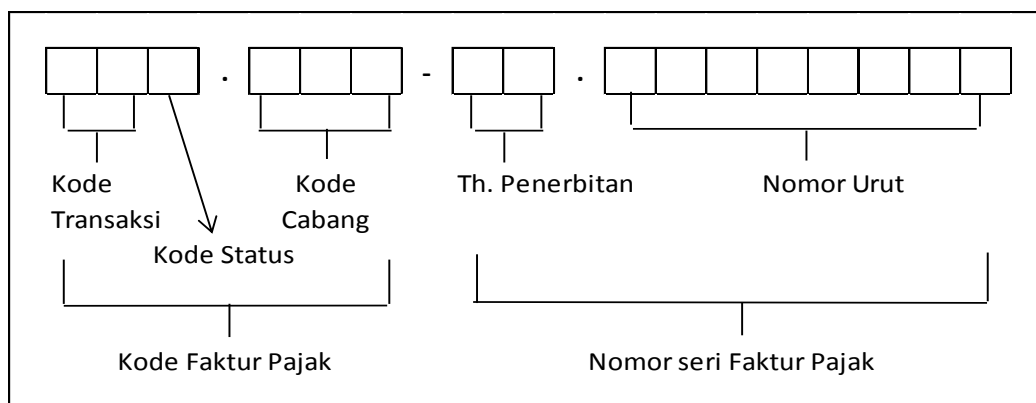 . - .
Kode Kode Th. Penerbitan Nomor Urut
Transaksi Cabang
Kode Status
Kode Faktur Pajak Nomor seri Faktur Pajak